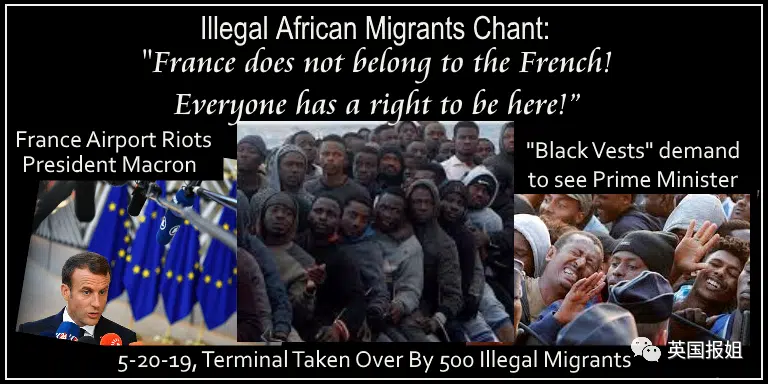 Illegal African Migrants Chant:
"France does not belong to the French!
Everyone has a right to be here!”
France Airport Riots
President Macron
"Black Vests" demand
to see Prime Minister
5-20-19, Terminal Taken Over By 500 Illegal Migrants
英国报姐